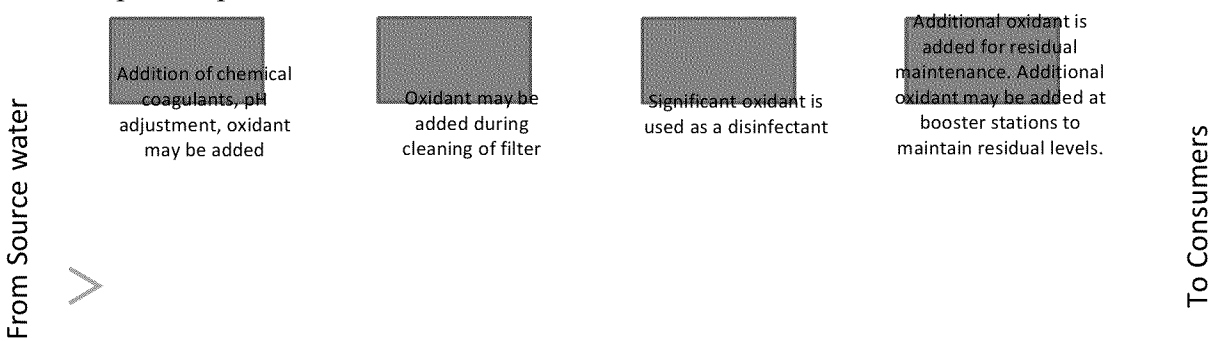 Addition of chemical
coagulants, pH
adjustment, oxidant
may be added
Oxidant may be
added during
cleaning of filter
Significant oxidant is
used as a disinfectant
Additional oxidant is
added for residual
maintenance. Additional
oxidant may be added at
booster stations to
maintain residual levels.
From Source water
To Consumers